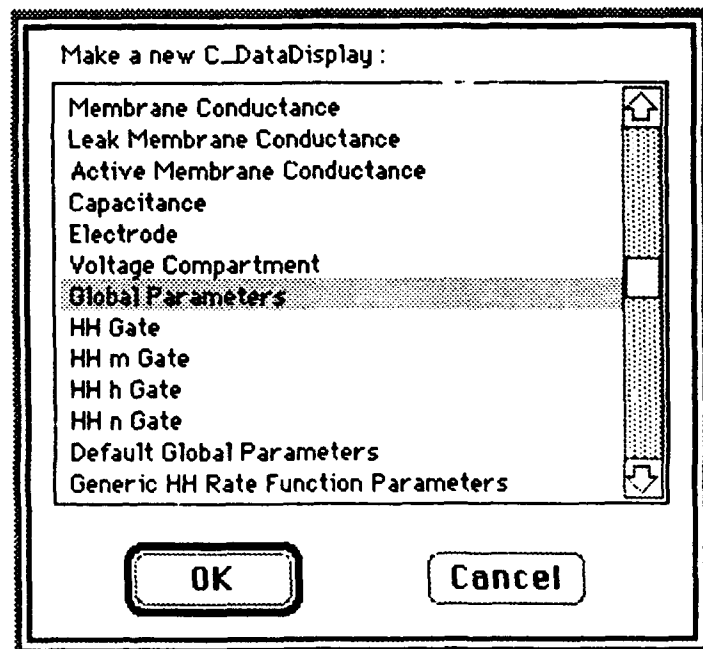 Make a new C_DataDisplay :
Membrane Conductance
Leak Membrane Conductance
Active Membrane Conductance
Capacitance
Electrode
Voltage Compartment
Global Parameters
HH Gate
HH m Gate
HH h Gate
HH n Gate
Default Global Parameters
Generic HH Rate Function Parameters
OK
Cancel